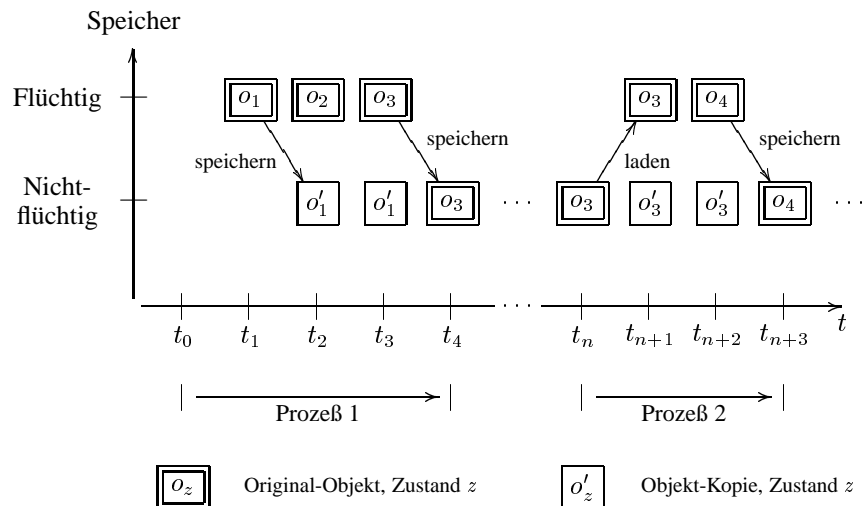 Speicher
Flüchtig
o₁ o₂ o₃ o₃ o₄
speichern speichern
speichern laden
Nicht-
flüchtig
o′₁ o′₁ o₃ · · · o₃ o′₃ o′₃ o₄ · · ·
· · · t
t₀ t₁ t₂ t₃ t₄ tₙ tₙ₊₁ tₙ₊₂ tₙ₊₃
Prozeß 1 Prozeß 2
o_z Original-Objekt, Zustand z o′_z Objekt-Kopie, Zustand z